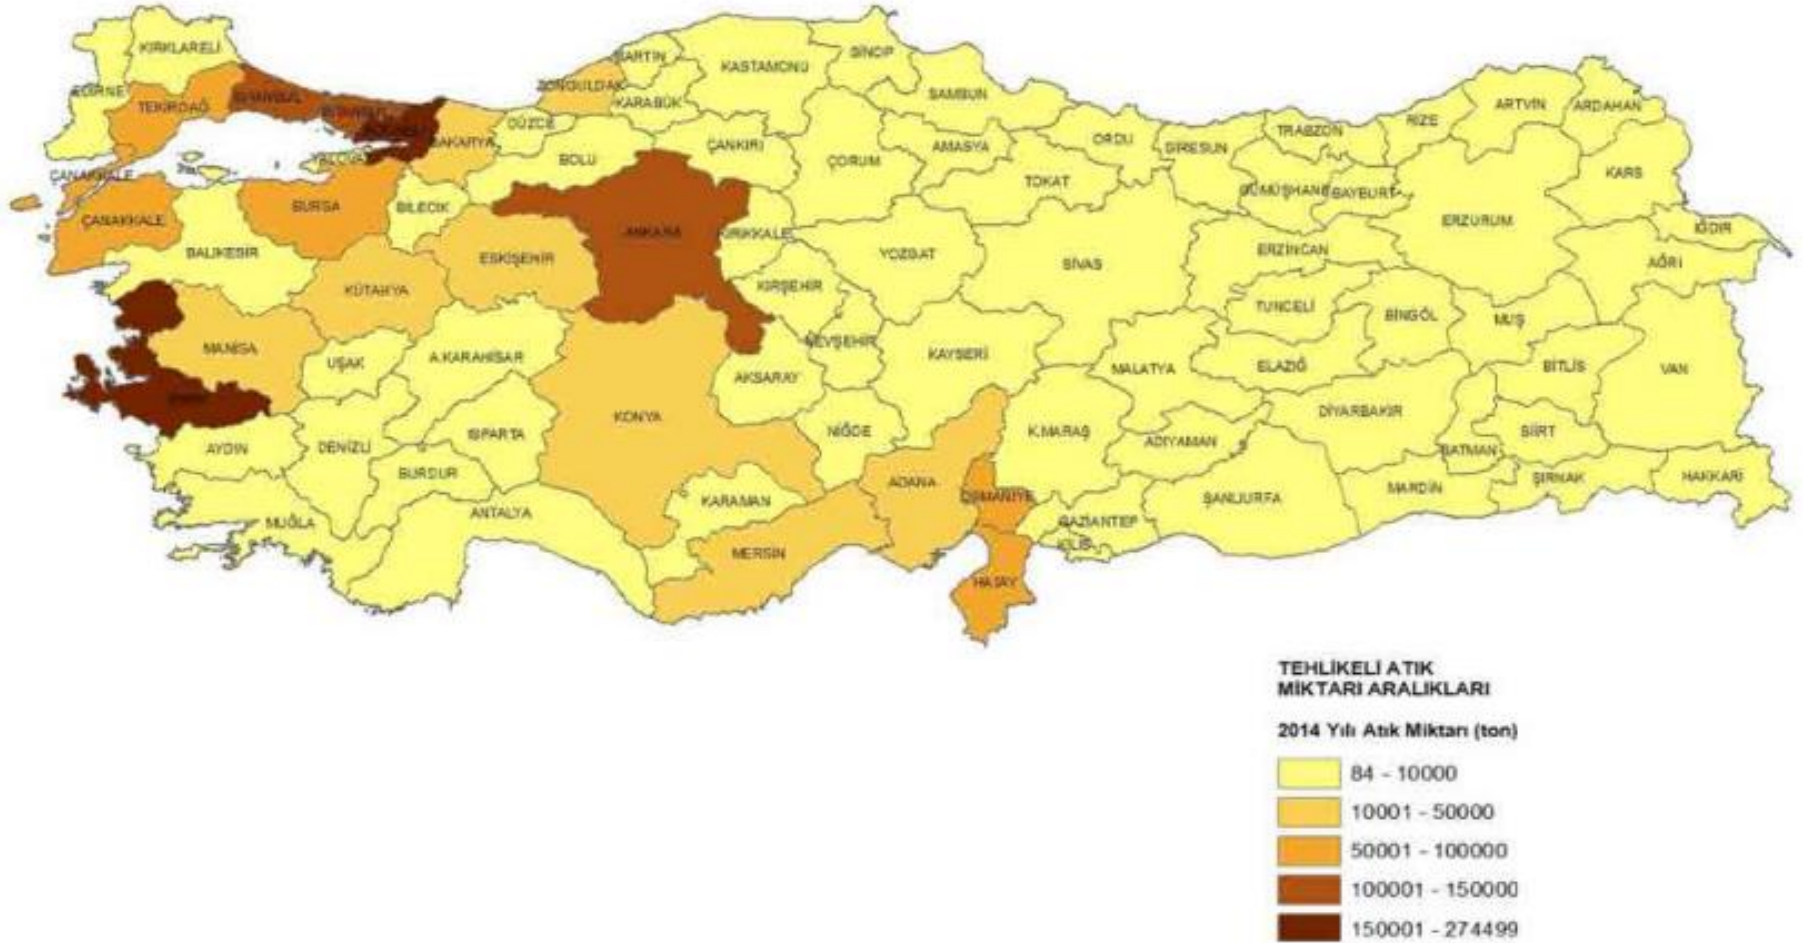 KIRKLARELİ
BARTIN
KASTAMONU
SİNOP
EDİRNE
TEKİRDAĞ
İSTANBUL
İSTANBUL
ZONGULDAK
KARABÜK
SAMSUN
ARTVİN
ARDAHAN
KOCAELİ
SAKARYA
DÜZCE
YALOVA
BOLU
ÇANKIRI
ÇORUM
AMASYA
ORDU
GİRESUN
TRABZON
RİZE
ÇANAKKALE
ÇANAKKALE
BURSA
BİLECİK
TOKAT
GÜMÜŞHANE
BAYBURT
KARS
ANKARA
KIRIKKALE
ERZURUM
IĞDIR
BALIKESİR
ESKİŞEHİR
YOZGAT
SİVAS
ERZİNCAN
AĞRI
KÜTAHYA
KIRŞEHİR
TUNCELİ
BİNGÖL
MUŞ
MANİSA
UŞAK
A.KARAHİSAR
NEVŞEHİR
KAYSERİ
MALATYA
ELAZIĞ
BİTLİS
VAN
AKSARAY
KONYA
DİYARBAKIR
AYDIN
DENİZLİ
ISPARTA
NİĞDE
K.MARAŞ
ADIYAMAN
SİİRT
BATMAN
BURSUR
KARAMAN
ADANA
OSMANİYE
ŞANLIURFA
MARDİN
ŞIRNAK
HAKKARİ
MUĞLA
ANTALYA
GAZİANTEP
KİLİS
MERSİN
HATAY
TEHLİKELİ ATIK
MİKTARI ARALIKLARI
2014 Yılı Atık Miktarı (ton)
84 - 10000
10001 - 50000
50001 - 100000
100001 - 150000
150001 - 274499